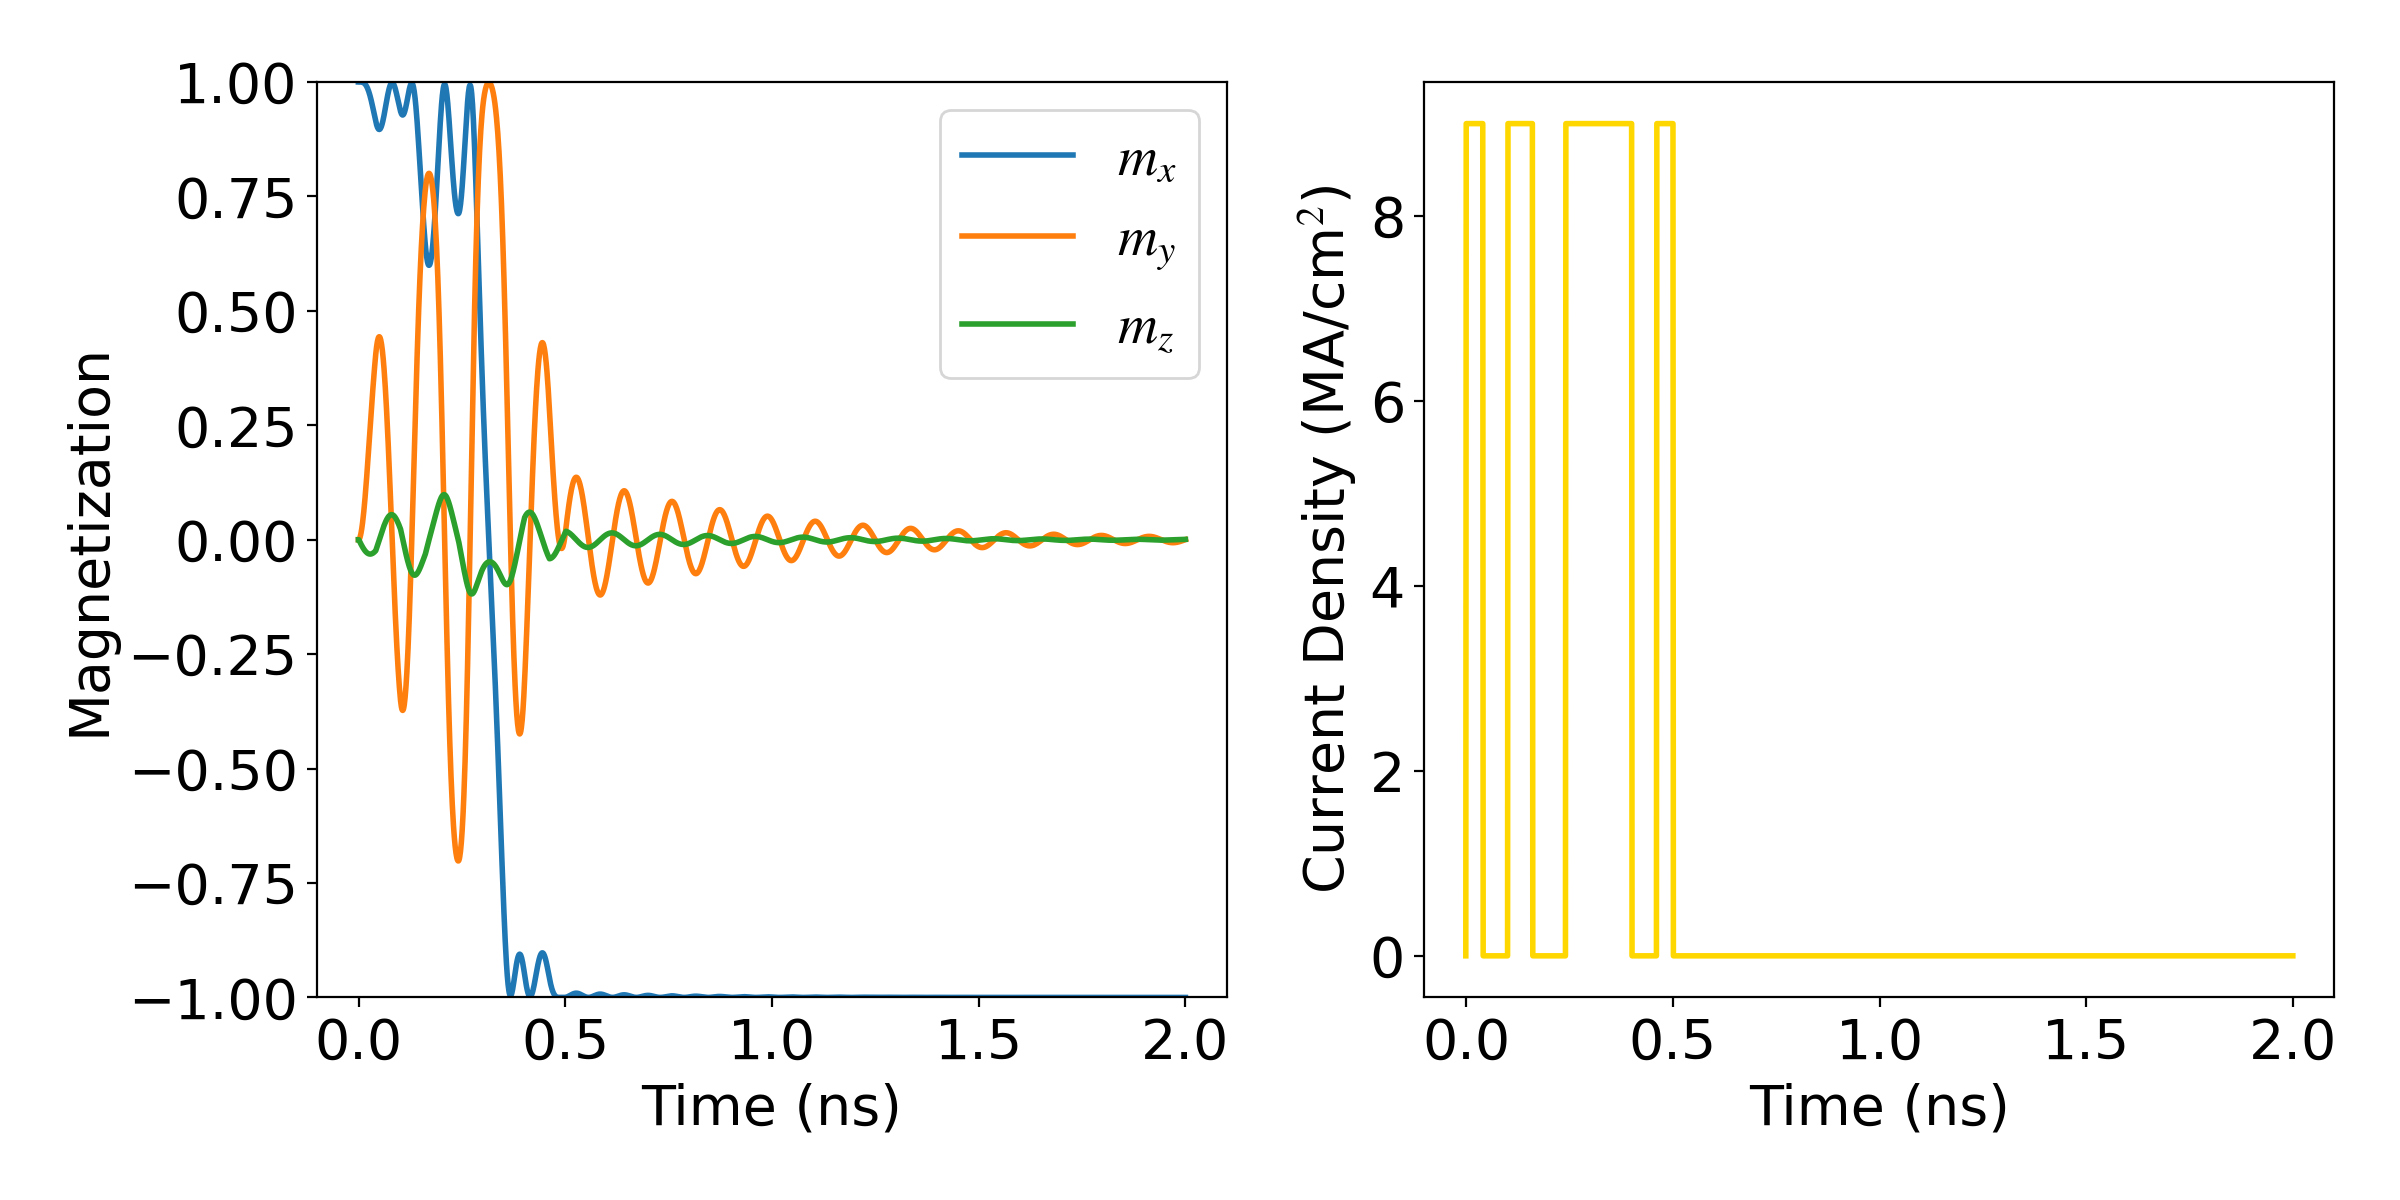 Magnetization
1.00
0.75
0.50
0.25
0.00
−0.25
−0.50
−0.75
−1.00
0.0 0.5 1.0 1.5 2.0
Time (ns)
m_x
m_y
m_z
Current Density (MA/cm²)
8
6
4
2
0
0.0 0.5 1.0 1.5 2.0
Time (ns)